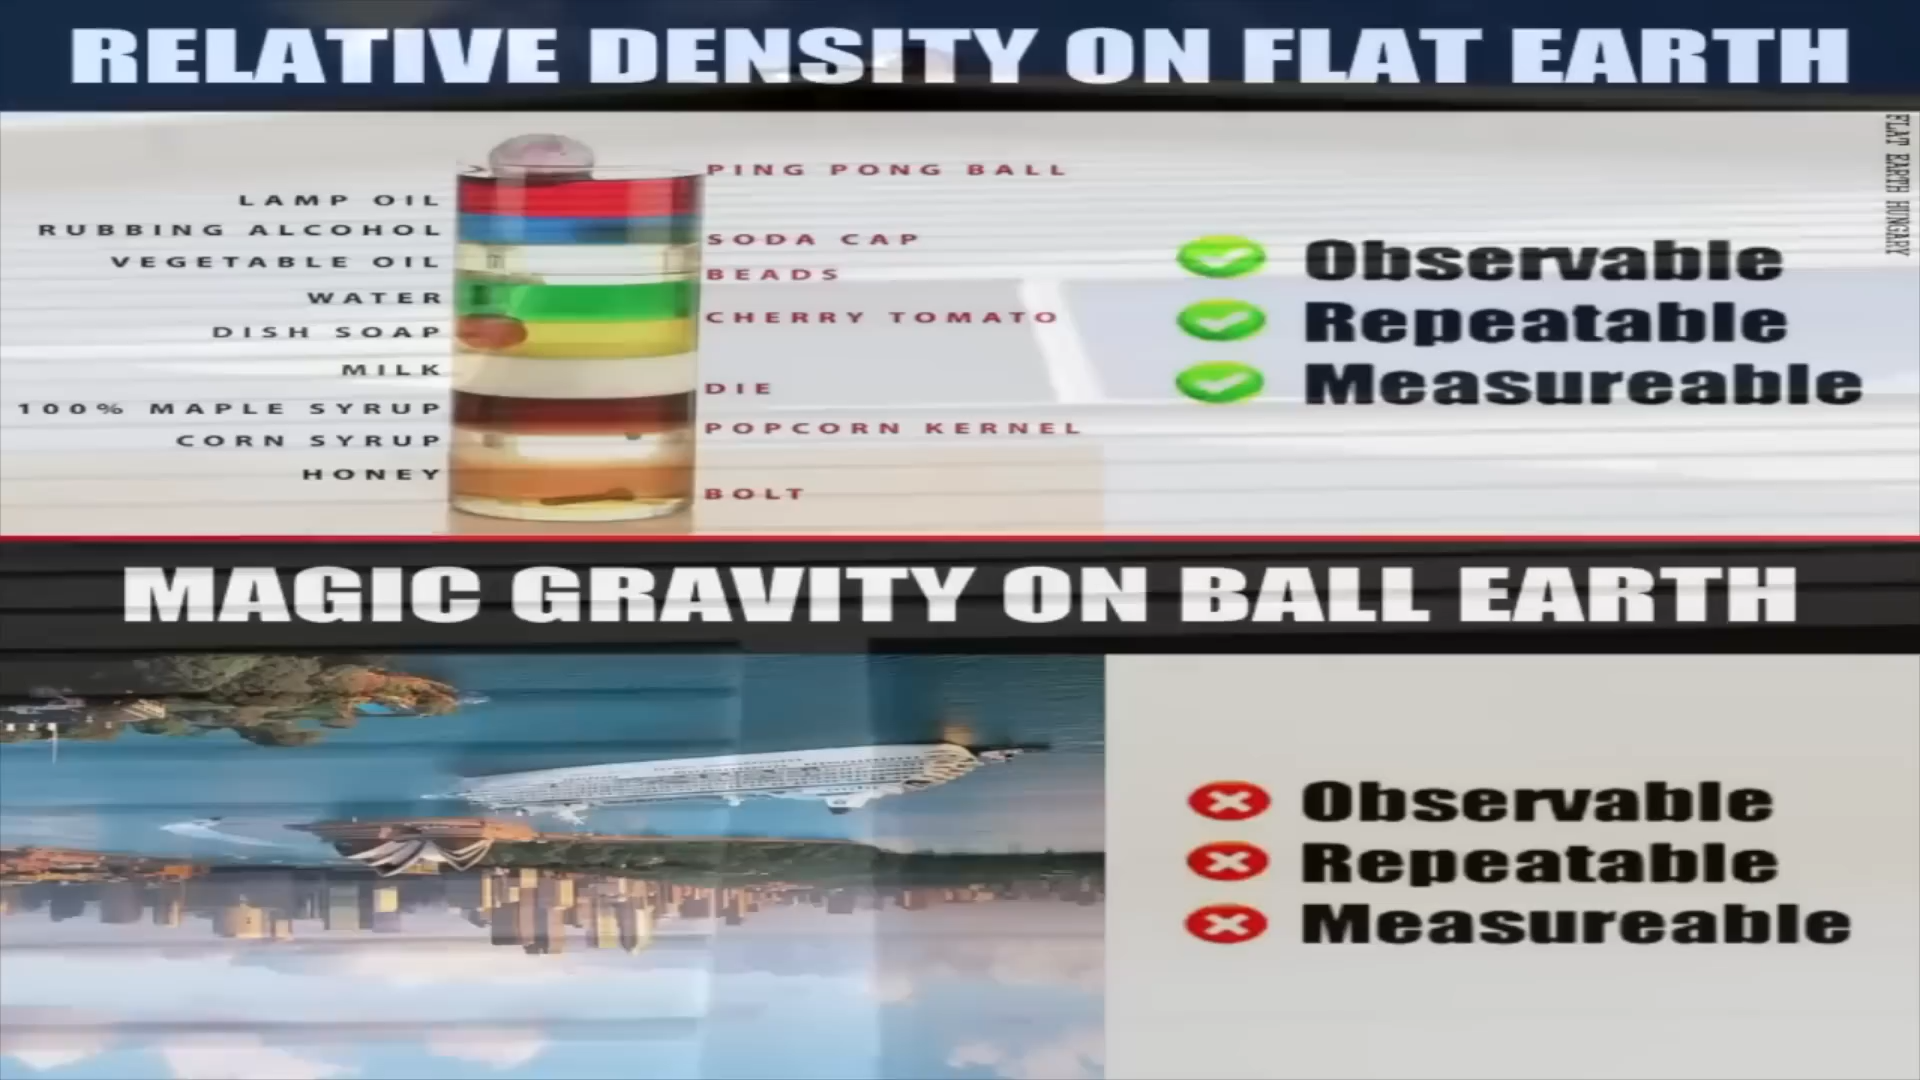 RELATIVE DENSITY ON FLAT EARTH
FLAT EARTH HUNGARY
PING PONG BALL
LAMP OIL
RUBBING ALCOHOL
SODA CAP
VEGETABLE OIL
BEADS
WATER
CHERRY TOMATO
DISH SOAP
MILK
DIE
100% MAPLE SYRUP
POPCORN KERNEL
CORN SYRUP
HONEY
BOLT
Observable
Repeatable
Measureable
MAGIC GRAVITY ON BALL EARTH
Observable
Repeatable
Measureable